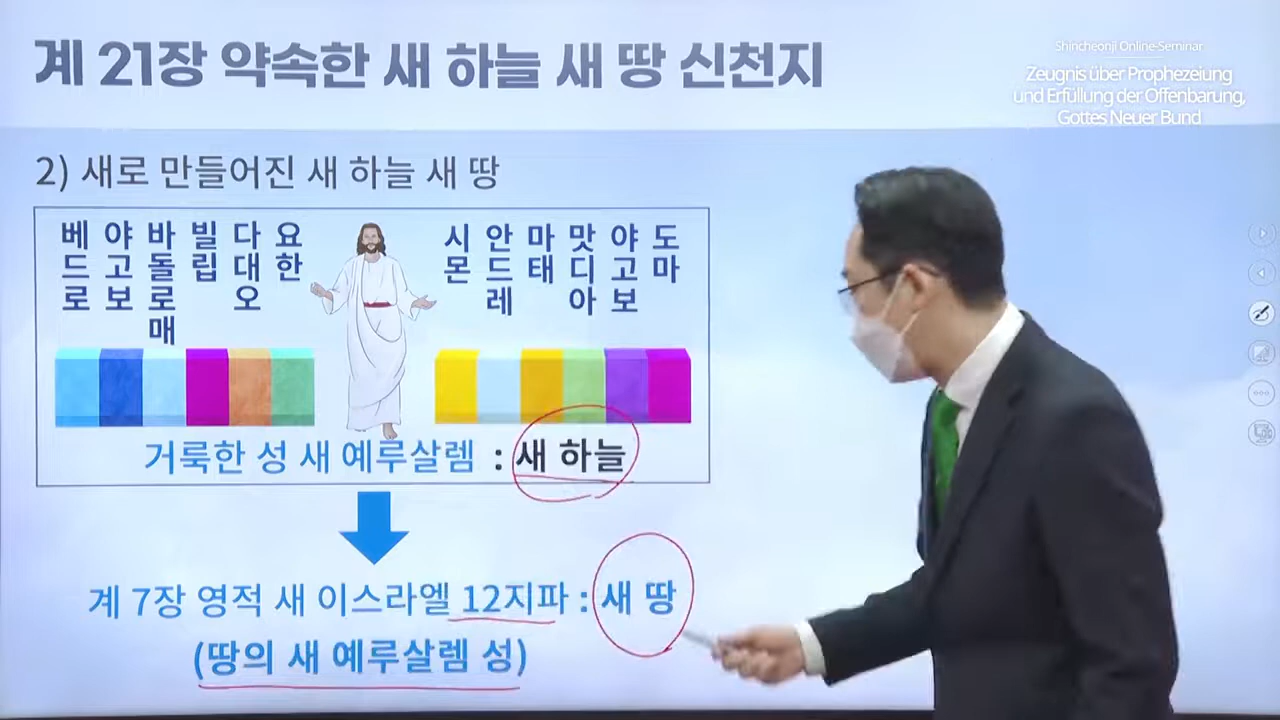 계 21장 약속한 새 하늘 새 땅 신천지
Shincheonji Online-Seminar
Zeugnis über Prophezeiung
und Erfüllung der Offenbarung,
Gottes Neuer Bund
2) 새로 만들어진 새 하늘 새 땅
베드로
야고보
바돌로매
빌립
다대오
요한
시몬
안드레
마태
맛디아
야고보
도마
거룩한 성 새 예루살렘 : 새 하늘
계 7장 영적 새 이스라엘 12지파 : 새 땅
(땅의 새 예루살렘 성)